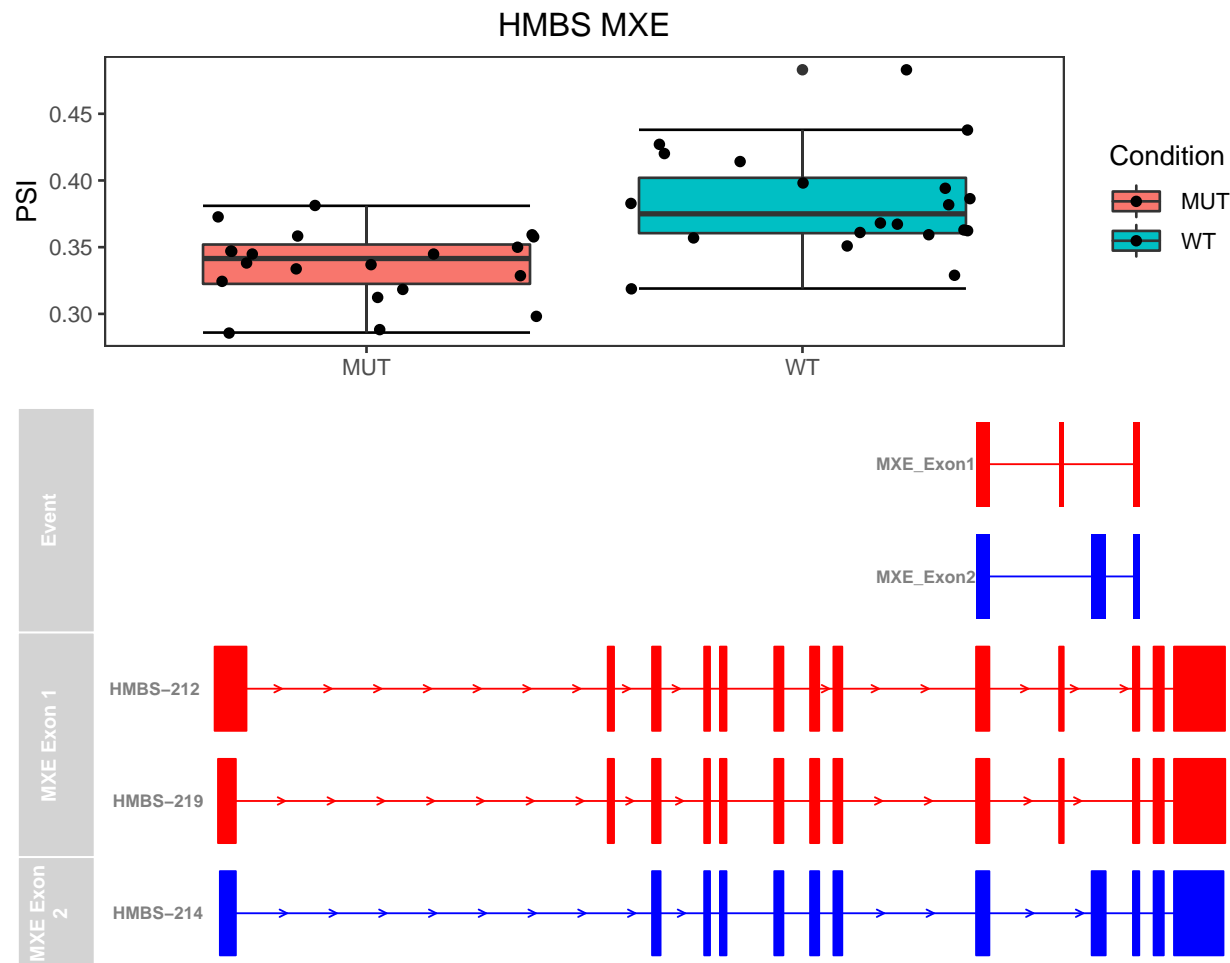 HMBS MXE
PSI
0.45
0.40
0.35
0.30
MUT
WT
Condition
MUT
WT
Event
MXE_Exon1
MXE_Exon2
MXE Exon 1
HMBS−212
HMBS−219
MXE Exon
2
HMBS−214